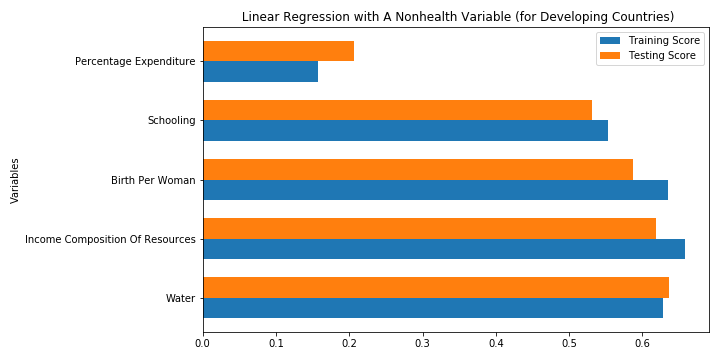 Linear Regression with A Nonhealth Variable (for Developing Countries)
Training Score
Testing Score
Percentage Expenditure
Schooling
Birth Per Woman
Income Composition Of Resources
Water
Variables
0.0 0.1 0.2 0.3 0.4 0.5 0.6